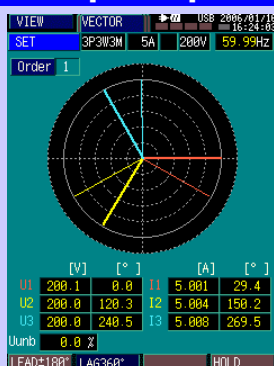 VIEW VECTOR USB 2006/01/10
16:24:03
SET 3P3W3M 5A 200V 59.99Hz
Order 1
[V] [° ] [A] [° ]
U1 200.1 0.0 I1 5.001 29.4
U2 200.0 120.3 I2 5.004 150.2
U3 200.0 240.5 I3 5.008 269.5
Uunb 0.0 %
LEAD±180° LAG360° HOLD